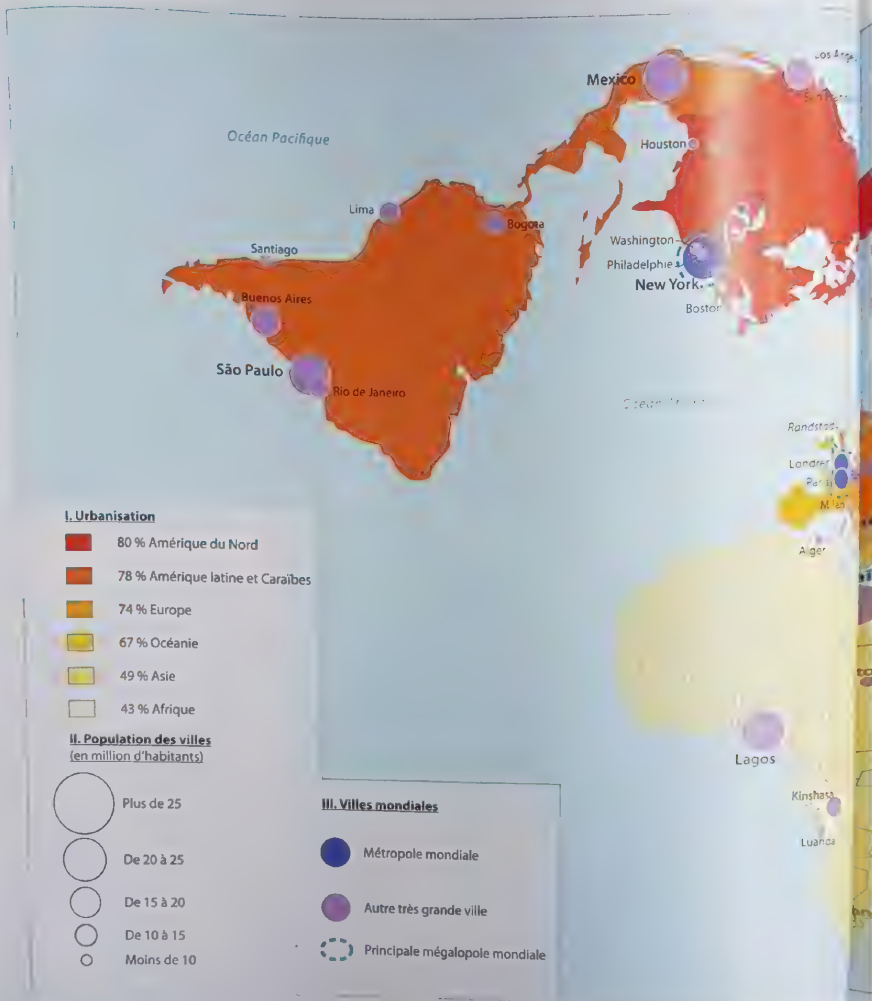 Mexico
Océan Pacifique
Houston
Lima
Bogota
Washington
Santiago
Philadelphie
New York
Buenos Aires
Boston
São Paulo
Rio de Janeiro
Randstad
Londres
Alger
Lagos
Kinshasa
Luanda
I. Urbanisation
80 % Amérique du Nord
78 % Amérique latine et Caraïbes
74 % Europe
67 % Océanie
49 % Asie
43 % Afrique
II. Population des villes
(en million d'habitants)
Plus de 25
De 20 à 25
De 15 à 20
De 10 à 15
Moins de 10
III. Villes mondiales
Métropole mondiale
Autre très grande ville
Principale mégalopole mondiale